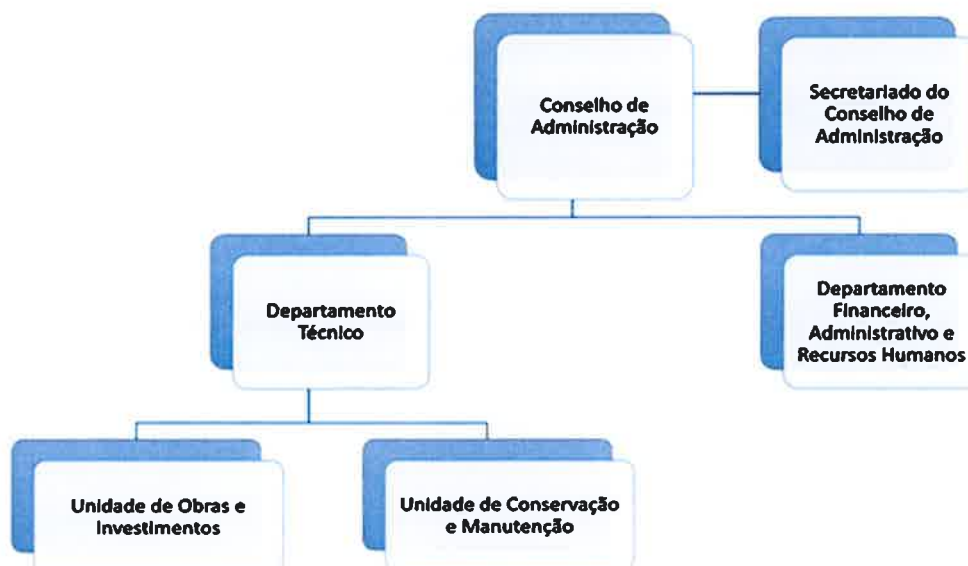 Conselho de
Administração
Secretariado do
Conselho de
Administração
Departamento
Técnico
Departamento
Financeiro,
Administrativo e
Recursos Humanos
Unidade de Obras e
Investimentos
Unidade de Conservação
e Manutenção